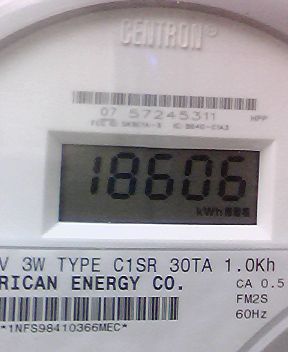 CENTRON®
07 57245311 HPP
18606
kWh
V 3W TYPE C1SR 30TA 1.0Kh
RICAN ENERGY CO. CA 0.5
FM2S
*1NFS98410366MEC* 60Hz